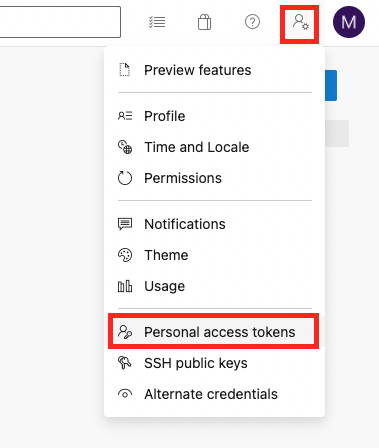 M
Preview features
Profile
Time and Locale
Permissions
Notifications
Theme
Usage
Personal access tokens
SSH public keys
Alternate credentials